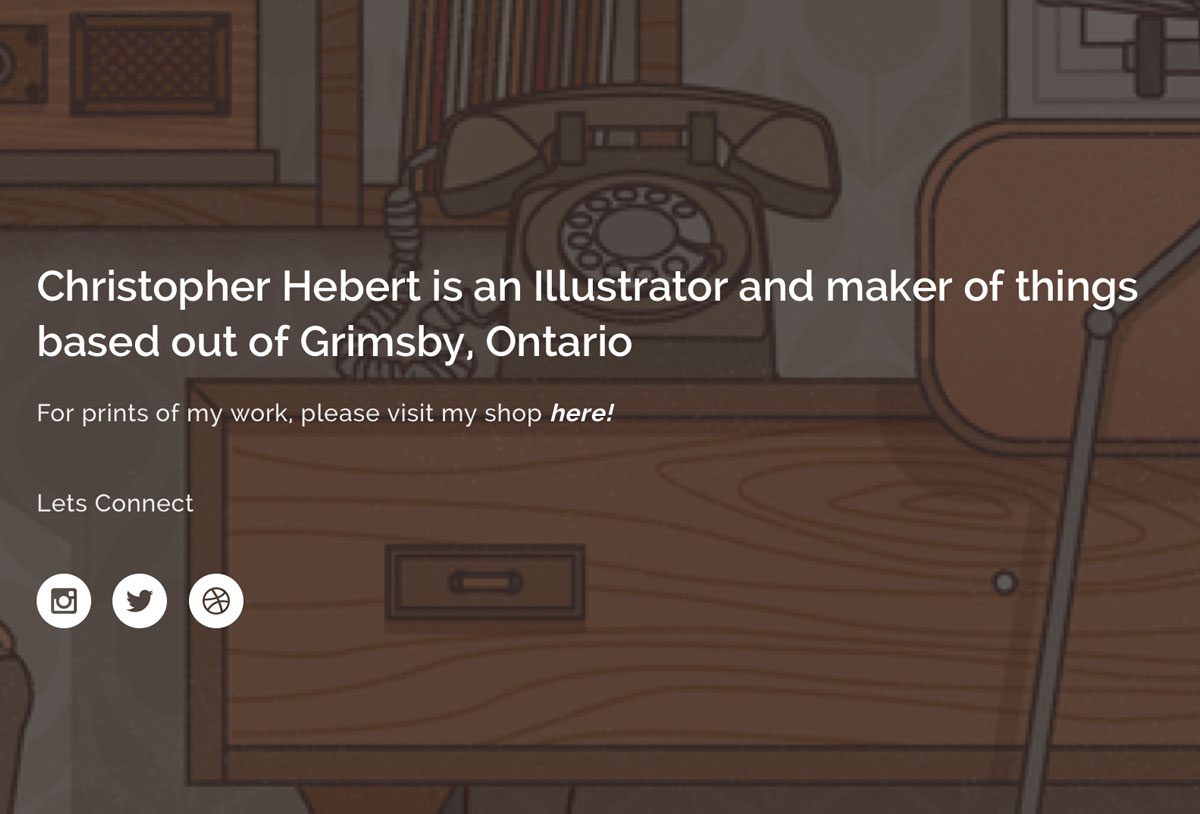 Christopher Hebert is an Illustrator and maker of things
based out of Grimsby, Ontario
For prints of my work, please visit my shop here!
Lets Connect